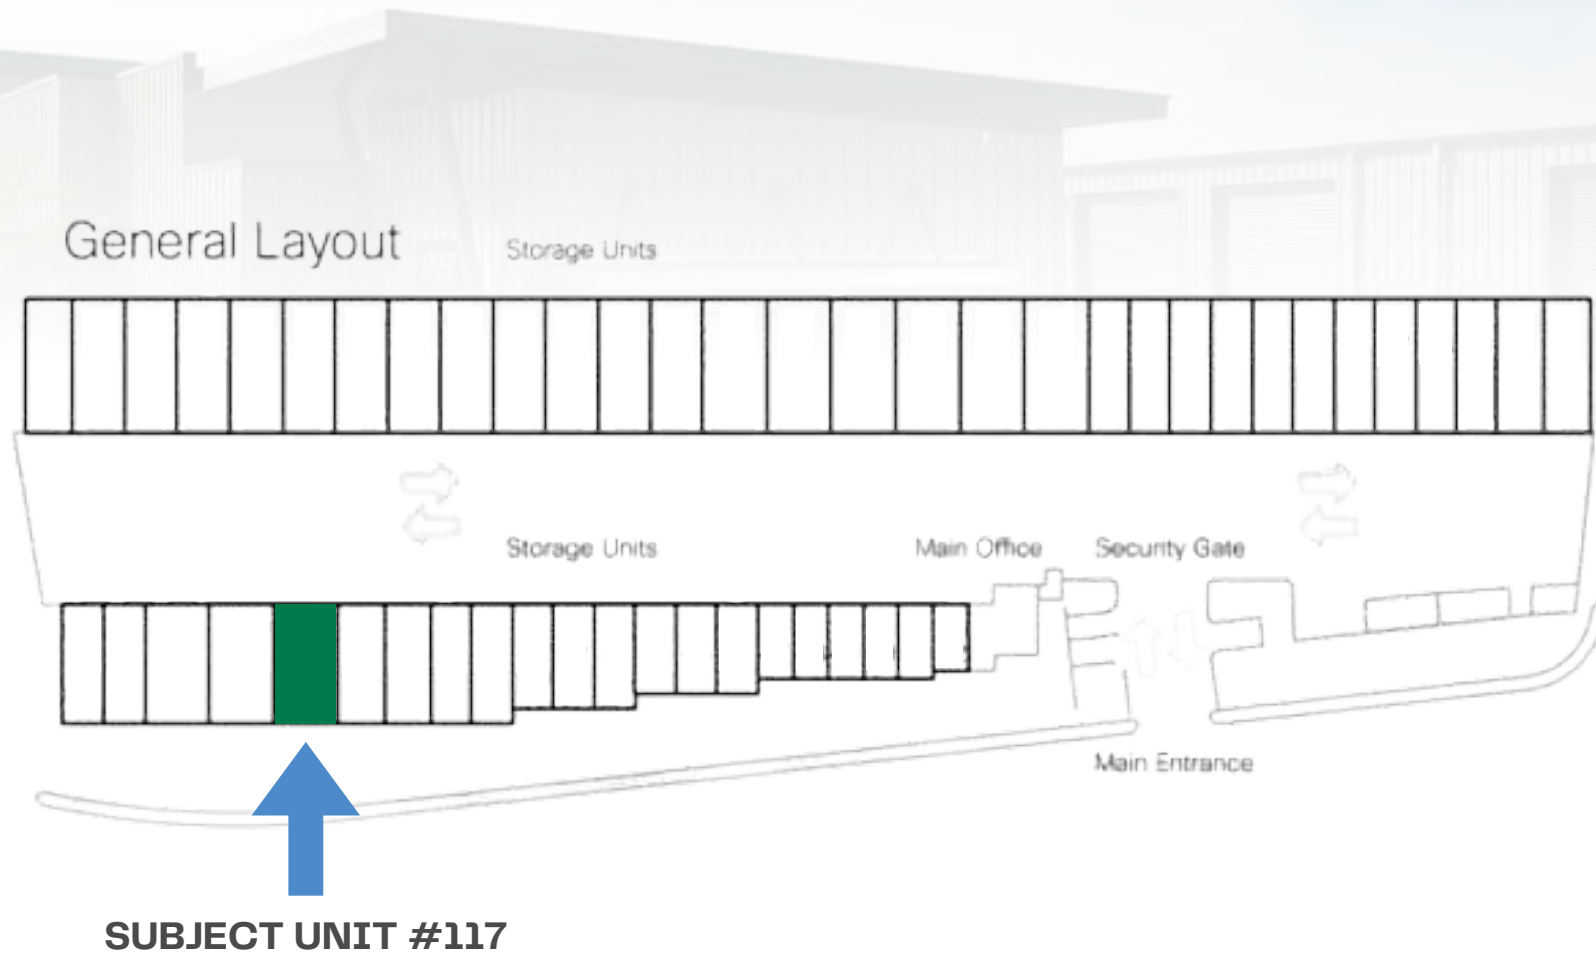 General Layout
Storage Units
Storage Units
Main Office
Security Gate
Main Entrance
SUBJECT UNIT #117